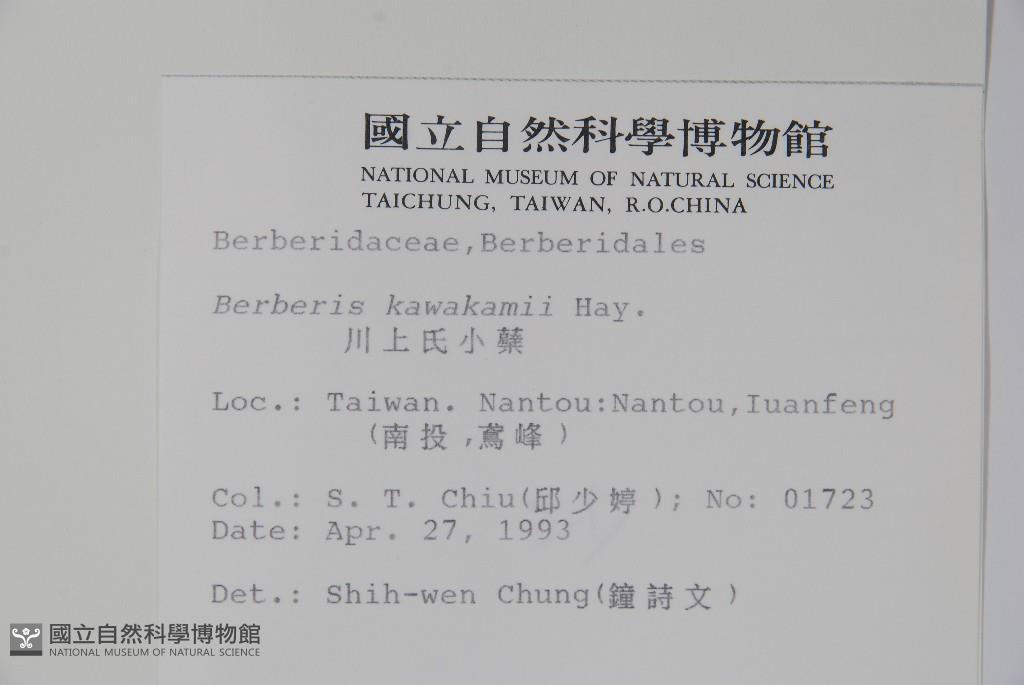 國立自然科學博物館
NATIONAL MUSEUM OF NATURAL SCIENCE
TAICHUNG, TAIWAN, R.O.CHINA
Berberidaceae,Berberidales
Berberis kawakamii Hay.
川上氏小蘗
Loc.: Taiwan. Nantou:Nantou,Iuanfeng
(南投,鳶峰)
Col.: S. T. Chiu(邱少婷); No: 01723
Date: Apr. 27, 1993
Det.: Shih-wen Chung(鐘詩文)
國立自然科學博物館
NATIONAL MUSEUM OF NATURAL SCIENCE